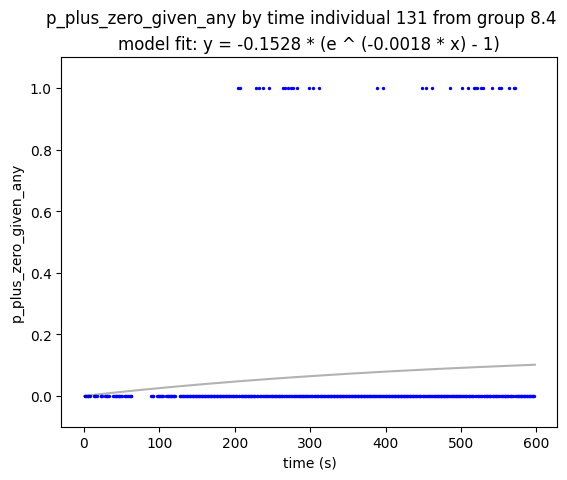 p_plus_zero_given_any by time individual 131 from group 8.4
model fit: y = -0.1528 * (e ^ (-0.0018 * x) - 1)
1.0
0.8
0.6
0.4
0.2
0.0
p_plus_zero_given_any
0 100 200 300 400 500 600
time (s)